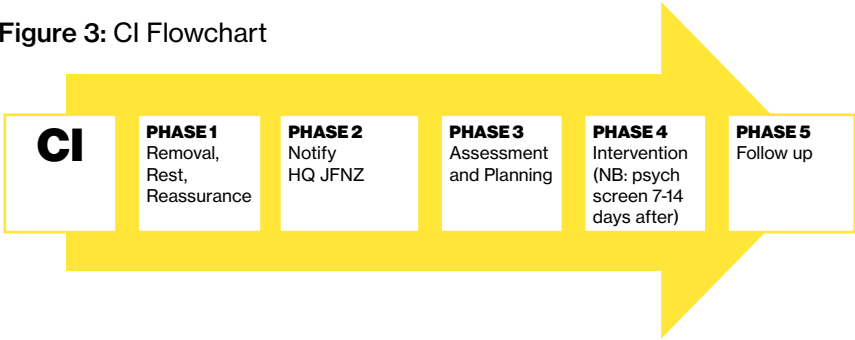 Figure 3: CI Flowchart
CI
PHASE 1
Removal,
Rest,
Reassurance
PHASE 2
Notify
HQ JFNZ
PHASE 3
Assessment
and Planning
PHASE 4
Intervention
(NB: psych
screen 7-14
days after)
PHASE 5
Follow up